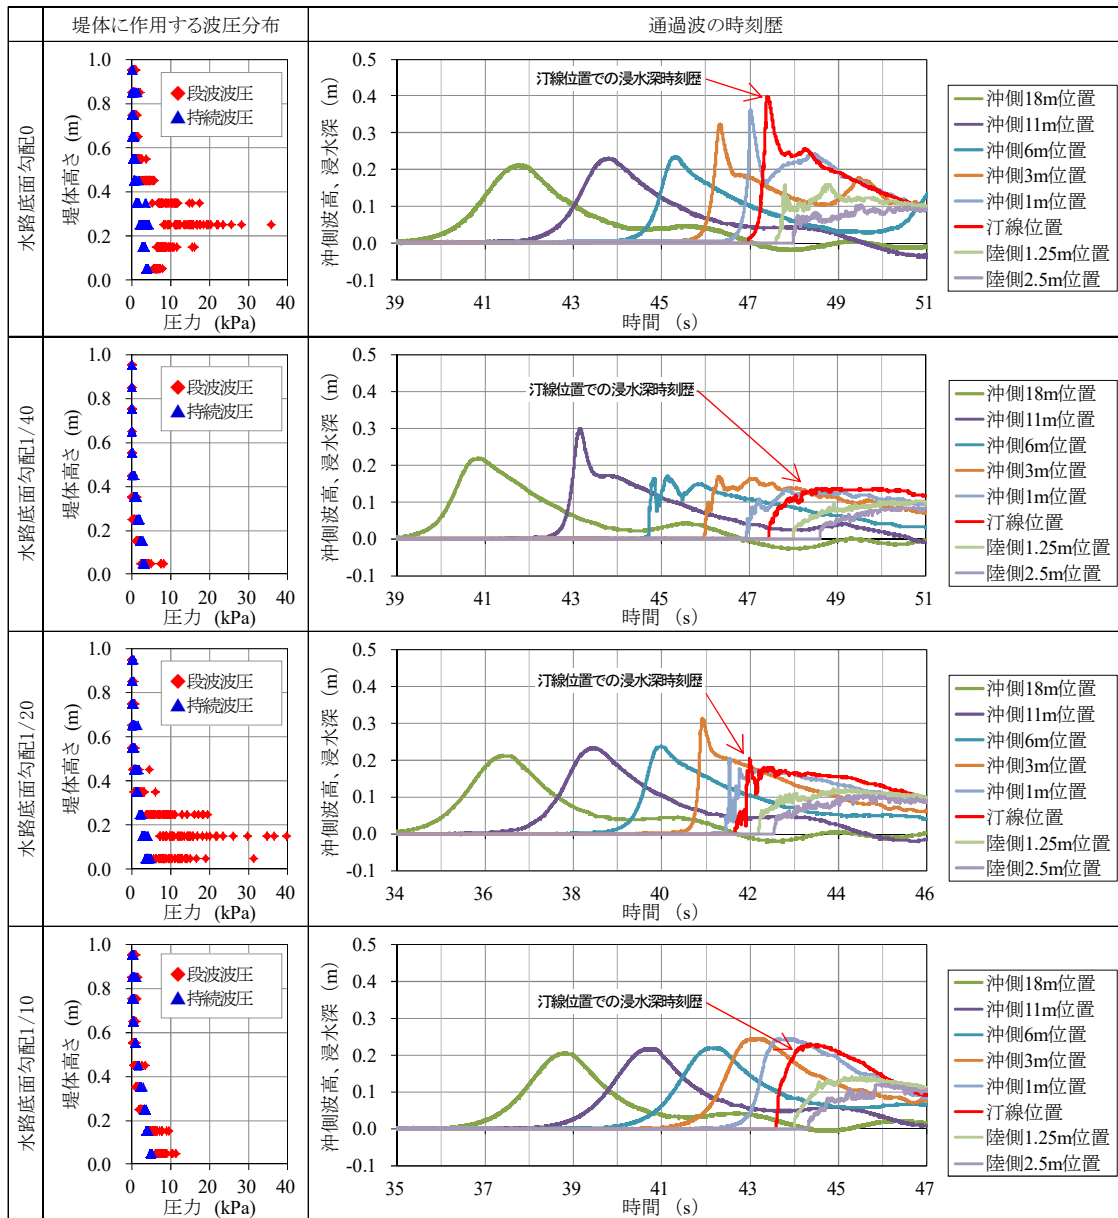 堤体に作用する波圧分布
通過波の時刻歴
水路底面勾配0
堤体高さ (m)
1.0
0.8
0.6
0.4
0.2
0.0
段波波圧
持続波圧
0 10 20 30 40
圧力 (kPa)
沖側波高、浸水深 (m)
0.5
0.4
0.3
0.2
0.1
0.0
-0.1
汀線位置での浸水深時刻歴
39 41 43 45 47 49 51
時間 (s)
沖側18m位置
沖側11m位置
沖側6m位置
沖側3m位置
沖側1m位置
汀線位置
陸側1.25m位置
陸側2.5m位置
水路底面勾配1/40
堤体高さ (m)
1.0
0.8
0.6
0.4
0.2
0.0
段波波圧
持続波圧
0 10 20 30 40
圧力 (kPa)
沖側波高、浸水深 (m)
0.5
0.4
0.3
0.2
0.1
0.0
-0.1
汀線位置での浸水深時刻歴
39 41 43 45 47 49 51
時間 (s)
沖側18m位置
沖側11m位置
沖側6m位置
沖側3m位置
沖側1m位置
汀線位置
陸側1.25m位置
陸側2.5m位置
水路底面勾配1/20
堤体高さ (m)
1.0
0.8
0.6
0.4
0.2
0.0
段波波圧
持続波圧
0 10 20 30 40
圧力 (kPa)
沖側波高、浸水深 (m)
0.5
0.4
0.3
0.2
0.1
0.0
-0.1
汀線位置での浸水深時刻歴
34 36 38 40 42 44 46
時間 (s)
沖側18m位置
沖側11m位置
沖側6m位置
沖側3m位置
沖側1m位置
汀線位置
陸側1.25m位置
陸側2.5m位置
水路底面勾配1/10
堤体高さ (m)
1.0
0.8
0.6
0.4
0.2
0.0
段波波圧
持続波圧
0 10 20 30 40
圧力 (kPa)
沖側波高、浸水深 (m)
0.5
0.4
0.3
0.2
0.1
0.0
-0.1
汀線位置での浸水深時刻歴
35 37 39 41 43 45 47
時間 (s)
沖側18m位置
沖側11m位置
沖側6m位置
沖側3m位置
沖側1m位置
汀線位置
陸側1.25m位置
陸側2.5m位置